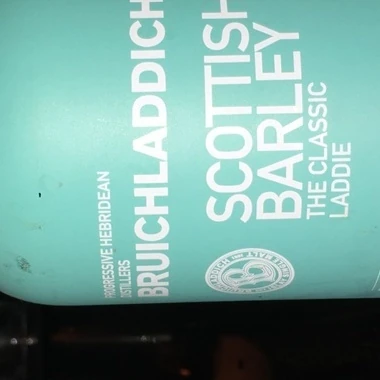 PROGRESSIVE HEBRIDEAN
DISTILLERS
BRUICHLADDICH
SCOTTISH
BARLEY
THE CLASSIC
LADDIE